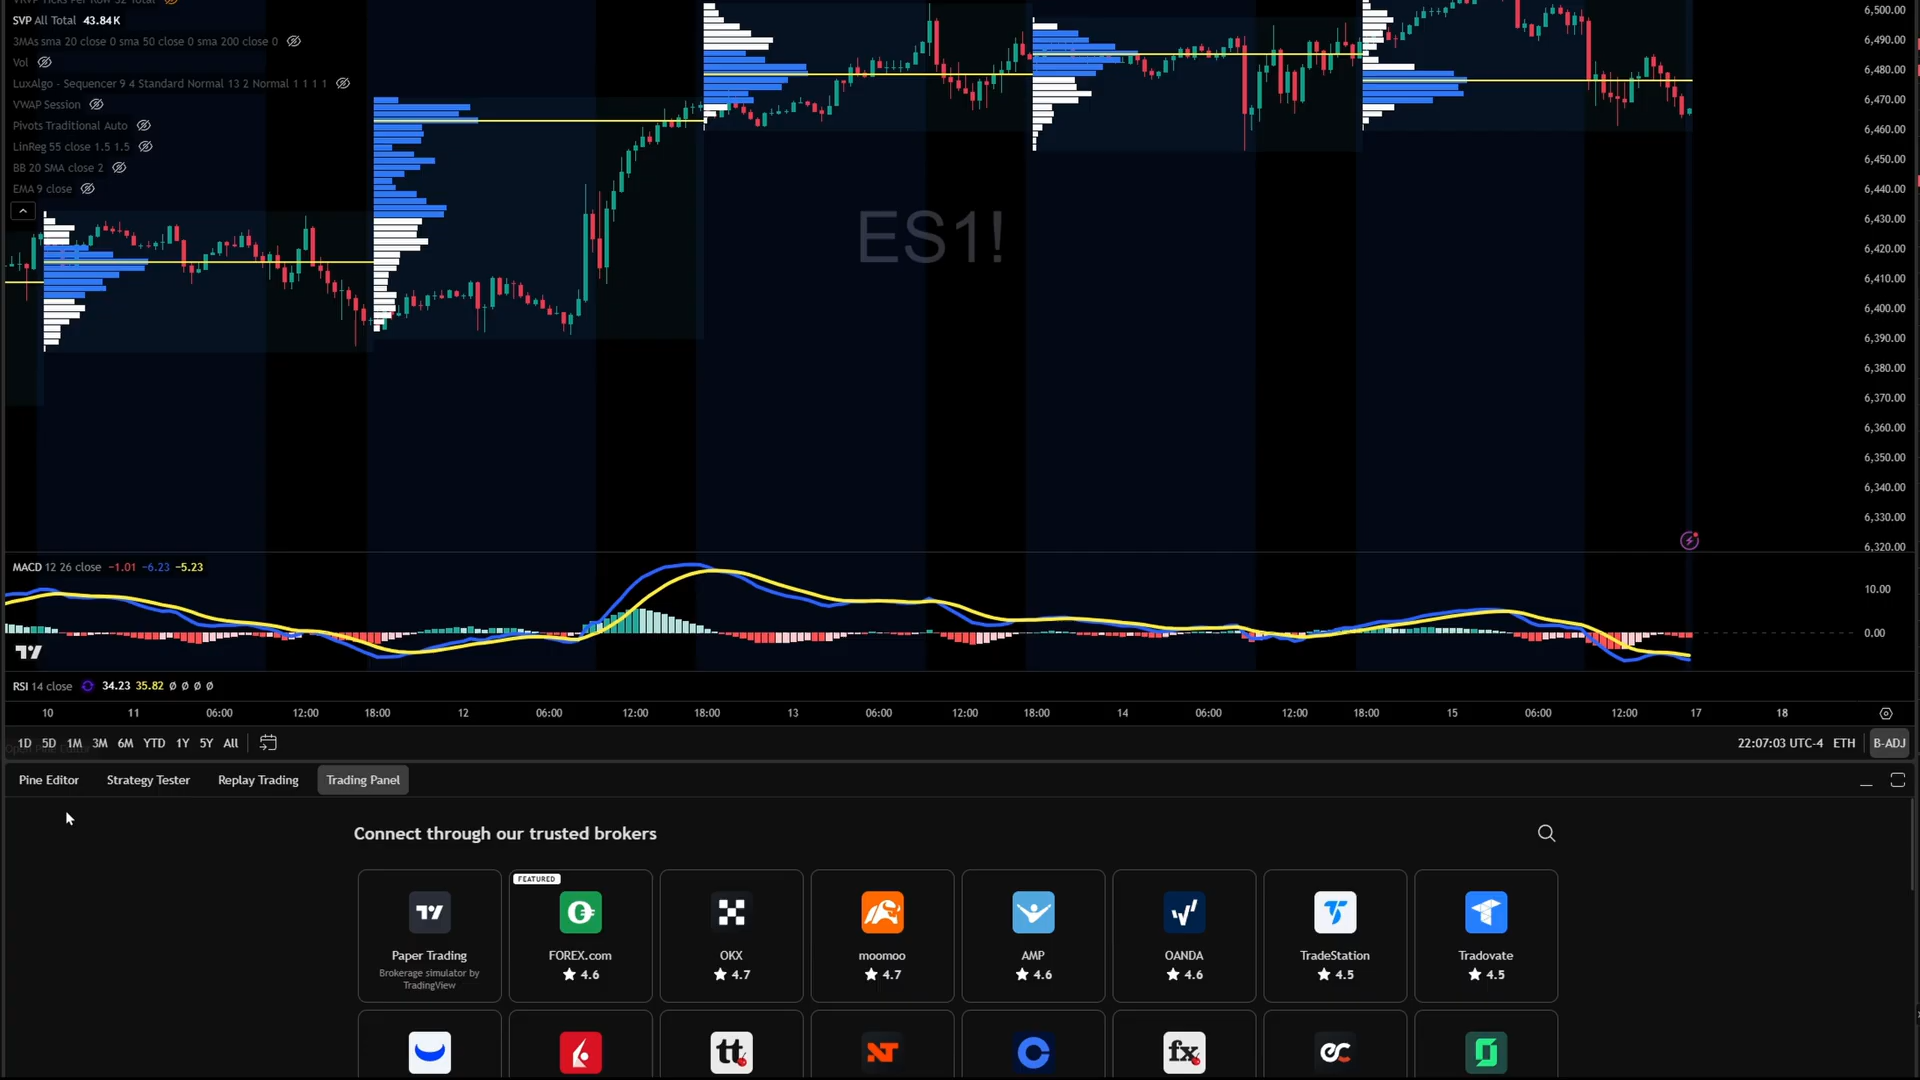 VRVP Ticks Per Row 32 Total
SVP All Total 43.84K
3MAs sma 20 close 0 sma 50 close 0 sma 200 close 0
Vol
LuxAlgo - Sequencer 9 4 Standard Normal 13 2 Normal 1 1 1 1
VWAP Session
Pivots Traditional Auto
LinReg 55 close 1.5 1.5
BB 20 SMA close 2
EMA 9 close
ES1!
6,500.00
6,490.00
6,480.00
6,470.00
6,460.00
6,450.00
6,440.00
6,430.00
6,420.00
6,410.00
6,400.00
6,390.00
6,380.00
6,370.00
6,360.00
6,350.00
6,340.00
6,330.00
6,320.00
MACD 12 26 close −1.01 −6.23 −5.23
10.00
0.00
RSI 14 close 34.23 35.82 ∅ ∅ ∅ ∅
10 11 06:00 12:00 18:00 12 06:00 12:00 18:00 13 06:00 12:00 18:00 14 06:00 12:00 18:00 15 06:00 12:00 17 18
1D 5D 1M 3M 6M YTD 1Y 5Y All
22:07:03 UTC-4 ETH B-ADJ
Pine Editor Strategy Tester Replay Trading Trading Panel
Connect through our trusted brokers
FEATURED
Paper Trading
Brokerage simulator by
TradingView
FOREX.com
4.6
OKX
4.7
moomoo
4.7
AMP
4.6
OANDA
4.6
TradeStation
4.5
Tradovate
4.5
tt
NT
fx